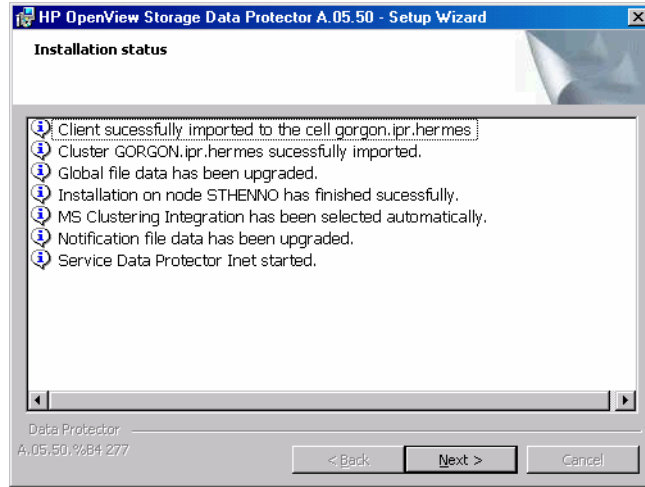 HP OpenView Storage Data Protector A.05.50 - Setup Wizard
Installation status
Client sucessfully imported to the cell gorgon.ipr.hermes
Cluster GORGON.ipr.hermes sucessfully imported.
Global file data has been upgraded.
Installation on node STHENNO has finished sucessfully.
MS Clustering Integration has been selected automatically.
Notification file data has been upgraded.
Service Data Protector Inet started.
Data Protector
A.05.50.%B4 277
< Back Next > Cancel